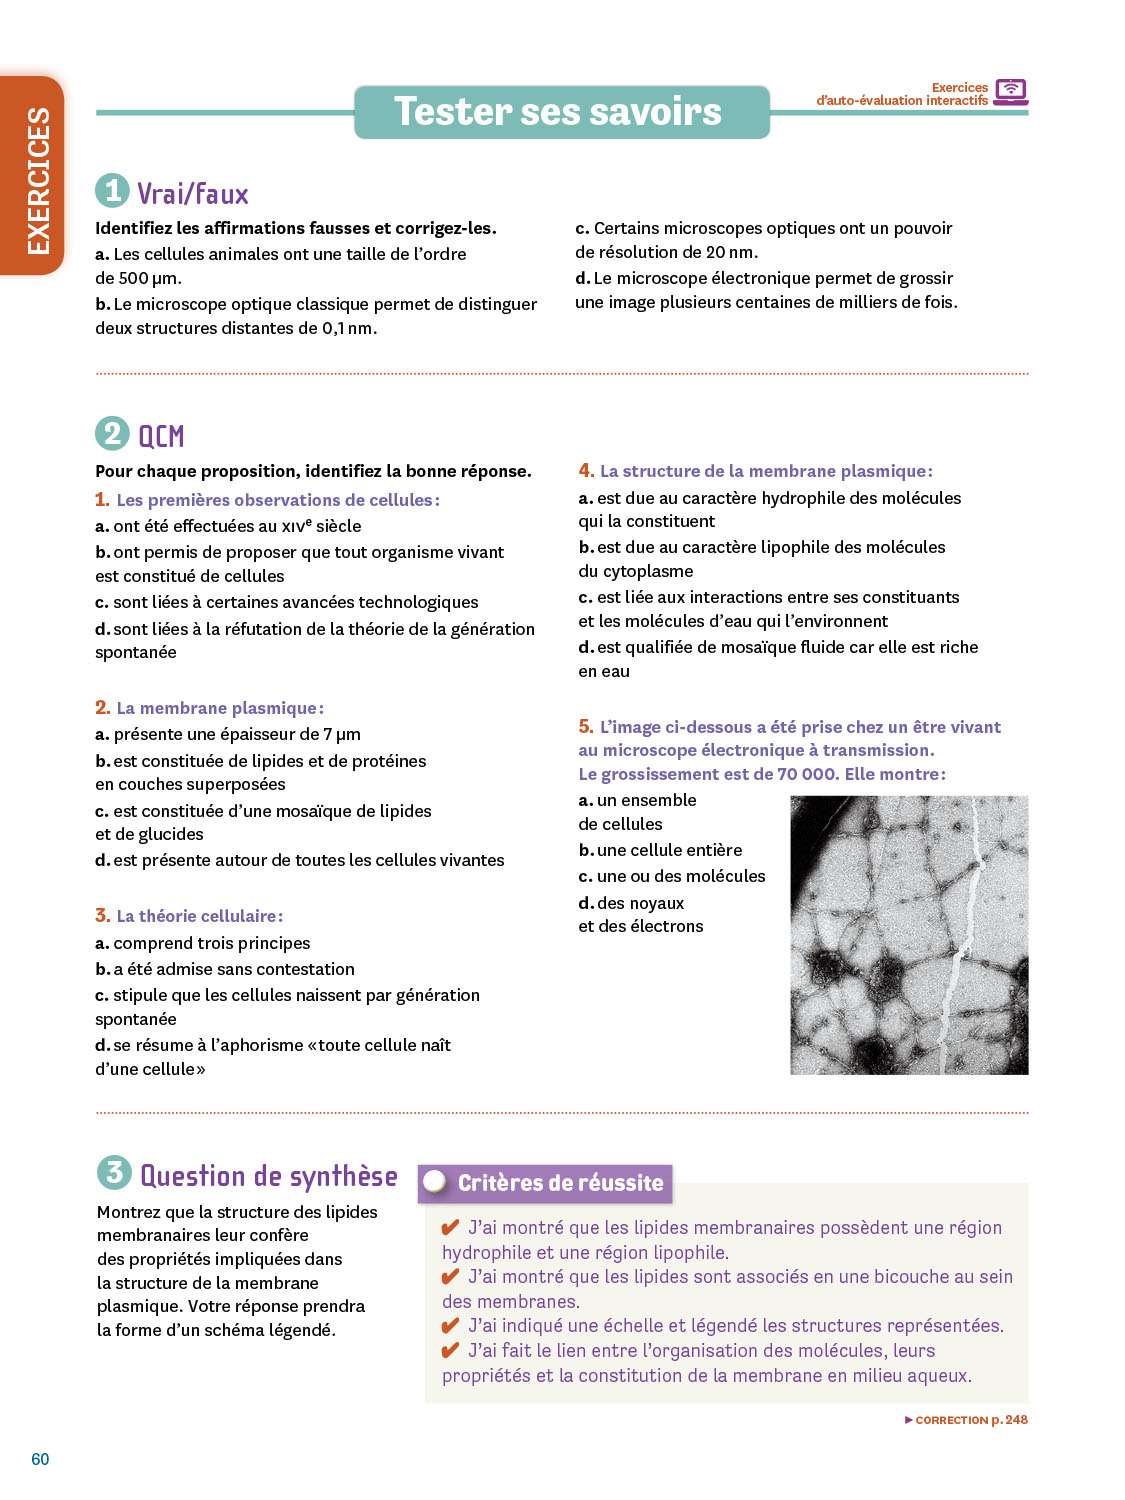 EXERCICES
Exercices
d'auto-évaluation interactifs
Tester ses savoirs
1 Vrai/faux
Identifiez les affirmations fausses et corrigez-les.
a. Les cellules animales ont une taille de l'ordre
de 500 µm.
b. Le microscope optique classique permet de distinguer
deux structures distantes de 0,1 nm.
c. Certains microscopes optiques ont un pouvoir
de résolution de 20 nm.
d. Le microscope électronique permet de grossir
une image plusieurs centaines de milliers de fois.
2 QCM
Pour chaque proposition, identifiez la bonne réponse.
1. Les premières observations de cellules :
a. ont été effectuées au XIVe siècle
b. ont permis de proposer que tout organisme vivant
est constitué de cellules
c. sont liées à certaines avancées technologiques
d. sont liées à la réfutation de la théorie de la génération
spontanée
2. La membrane plasmique :
a. présente une épaisseur de 7 µm
b. est constituée de lipides et de protéines
en couches superposées
c. est constituée d'une mosaïque de lipides
et de glucides
d. est présente autour de toutes les cellules vivantes
3. La théorie cellulaire :
a. comprend trois principes
b. a été admise sans contestation
c. stipule que les cellules naissent par génération
spontanée
d. se résume à l'aphorisme « toute cellule naît
d'une cellule »
4. La structure de la membrane plasmique :
a. est due au caractère hydrophile des molécules
qui la constituent
b. est due au caractère lipophile des molécules
du cytoplasme
c. est liée aux interactions entre ses constituants
et les molécules d'eau qui l'environnent
d. est qualifiée de mosaïque fluide car elle est riche
en eau
5. L'image ci-dessous a été prise chez un être vivant
au microscope électronique à transmission.
Le grossissement est de 70 000. Elle montre :
a. un ensemble
de cellules
b. une cellule entière
c. une ou des molécules
d. des noyaux
et des électrons
3 Question de synthèse
Montrez que la structure des lipides
membranaires leur confère
des propriétés impliquées dans
la structure de la membrane
plasmique. Votre réponse prendra
la forme d'un schéma légendé.
Critères de réussite
✔ J'ai montré que les lipides membranaires possèdent une région
hydrophile et une région lipophile.
✔ J'ai montré que les lipides sont associés en une bicouche au sein
des membranes.
✔ J'ai indiqué une échelle et légendé les structures représentées.
✔ J'ai fait le lien entre l'organisation des molécules, leurs
propriétés et la constitution de la membrane en milieu aqueux.
▶ CORRECTION p. 248
60